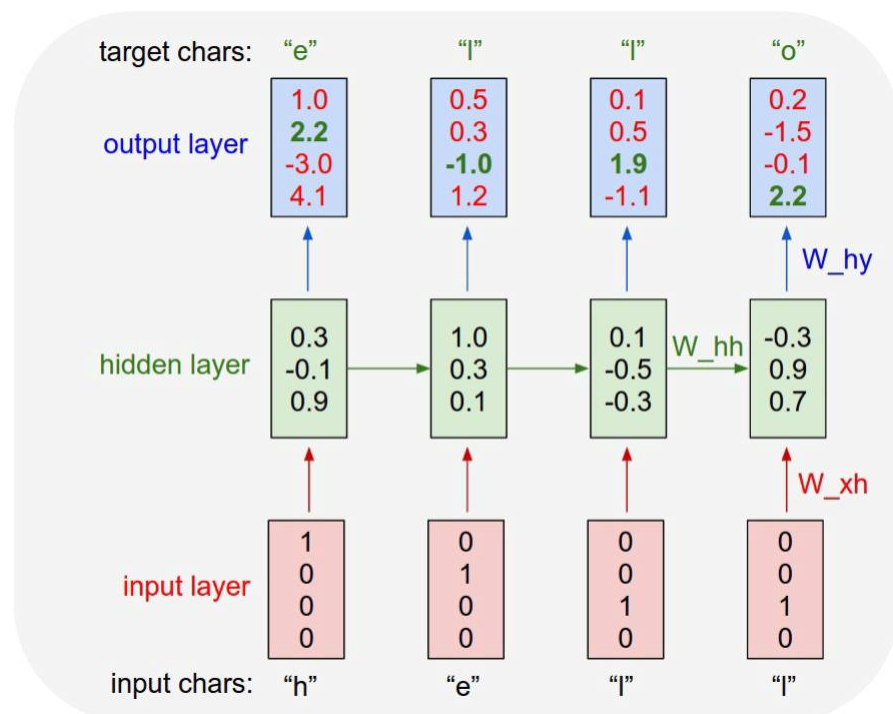 target chars: “e” “l” “l” “o”
1.0 0.5 0.1 0.2
2.2 0.3 0.5 -1.5
output layer
-3.0 -1.0 1.9 -0.1
4.1 1.2 -1.1 2.2
W_hy
0.3 1.0 0.1 -0.3
W_hh
hidden layer -0.1 0.3 -0.5 0.9
0.9 0.1 -0.3 0.7
W_xh
1 0 0 0
0 1 0 0
input layer
0 0 1 1
0 0 0 0
input chars: “h” “e” “l” “l”